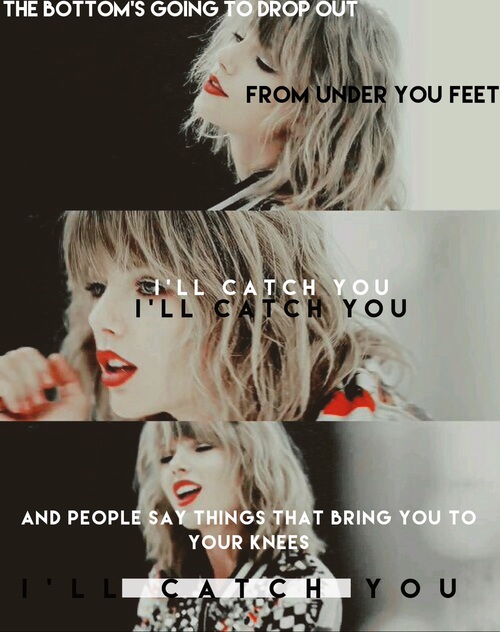 THE BOTTOM'S GOING TO DROP OUT
FROM UNDER YOU FEET
I'LL CATCH YOU
I'LL CATCH YOU
AND PEOPLE SAY THINGS THAT BRING YOU TO
YOUR KNEES
I'LL CATCH YOU